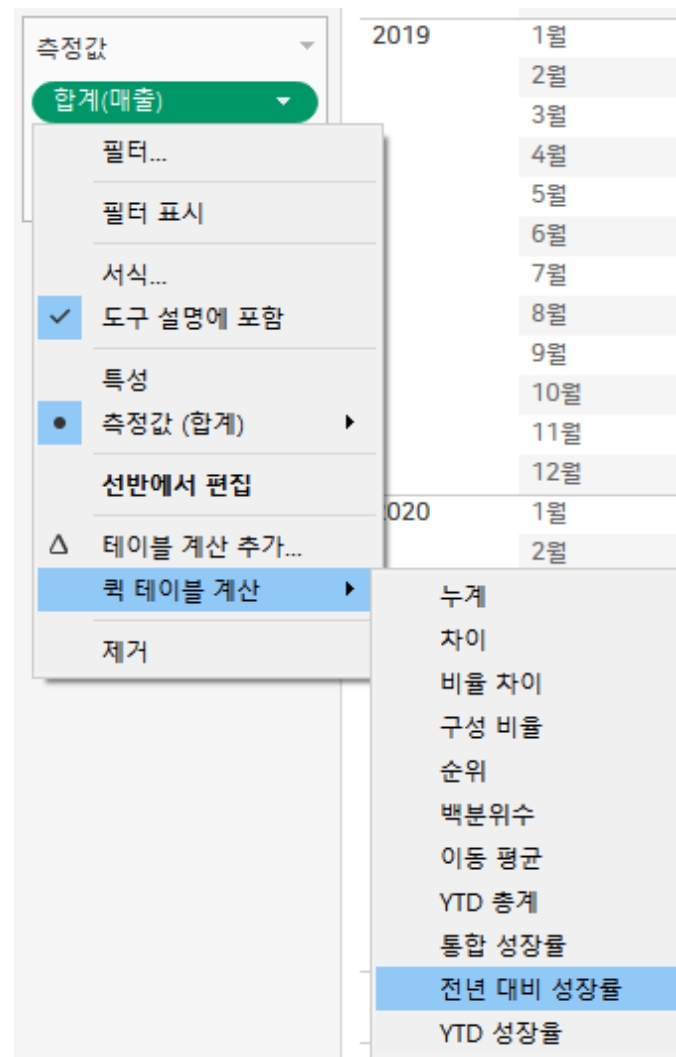 측정값
합계(매출)
필터...
필터 표시
서식...
도구 설명에 포함
특성
측정값 (합계)
선반에서 편집
테이블 계산 추가...
퀵 테이블 계산
제거
누계
차이
비율 차이
구성 비율
순위
백분위수
이동 평균
YTD 총계
통합 성장률
전년 대비 성장률
YTD 성장율
2019
1월
2월
3월
4월
5월
6월
7월
8월
9월
10월
11월
12월
020
1월
2월